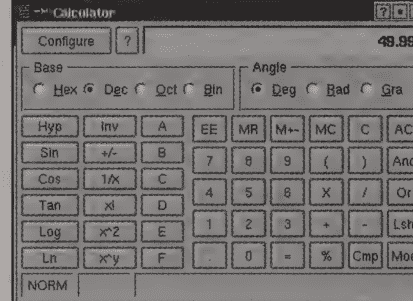 Calculator ?
Configure ? 49.99
Base Angle
Hex Dec Oct Bin Deg Rad Gra
Hyp Inv A EE MR M+- MC C AC
Sin +/- B 7 8 9 ( ) And
Cos 1/x C 4 5 6 X / Or
Tan x! D 1 2 3 + - Lsh
Log x^2 E . 0 = % Cmp Mod
Ln x^y F
NORM